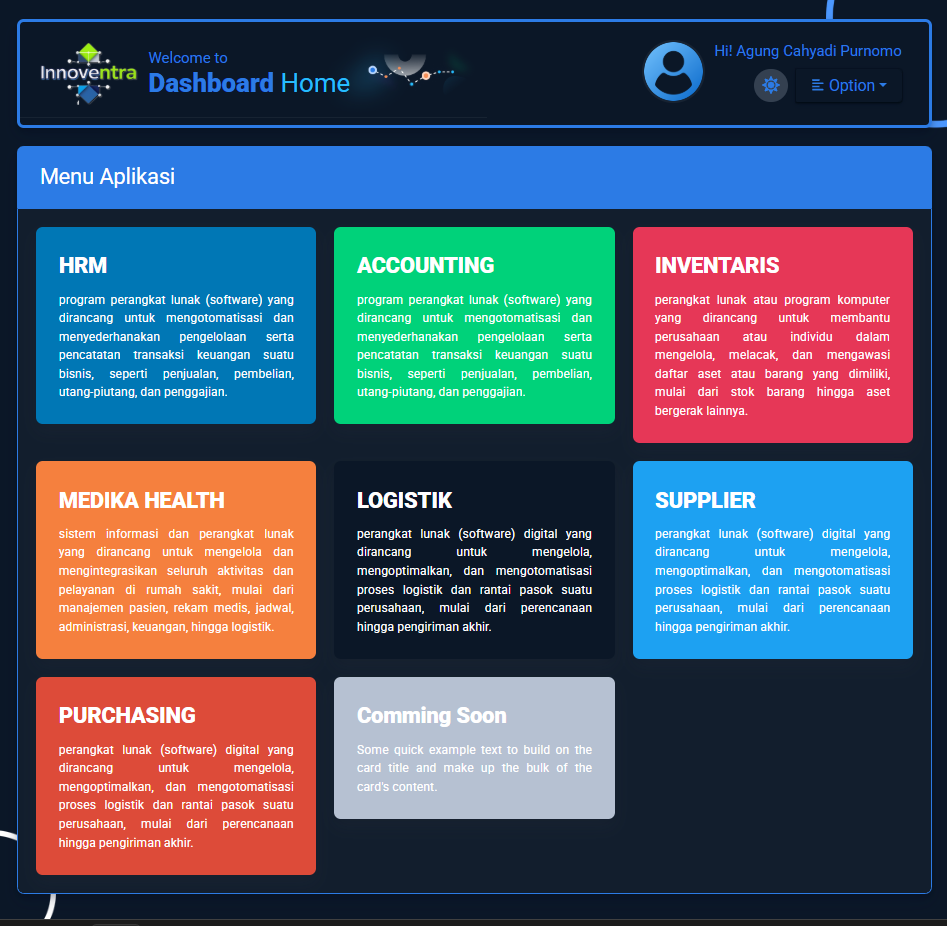 Innoventra
Welcome to
Dashboard Home
Hi! Agung Cahyadi Purnomo
Option
Menu Aplikasi
HRM
program perangkat lunak (software) yang
dirancang untuk mengotomatisasi dan
menyederhanakan pengelolaan serta
pencatatan transaksi keuangan suatu
bisnis, seperti penjualan, pembelian,
utang-piutang, dan penggajian.
ACCOUNTING
program perangkat lunak (software) yang
dirancang untuk mengotomatisasi dan
menyederhanakan pengelolaan serta
pencatatan transaksi keuangan suatu
bisnis, seperti penjualan, pembelian,
utang-piutang, dan penggajian.
INVENTARIS
perangkat lunak atau program komputer
yang dirancang untuk membantu
perusahaan atau individu dalam
mengelola, melacak, dan mengawasi
daftar aset atau barang yang dimiliki,
mulai dari stok barang hingga aset
bergerak lainnya.
MEDIKA HEALTH
sistem informasi dan perangkat lunak
yang dirancang untuk mengelola dan
mengintegrasikan seluruh aktivitas dan
pelayanan di rumah sakit, mulai dari
manajemen pasien, rekam medis, jadwal,
administrasi, keuangan, hingga logistik.
LOGISTIK
perangkat lunak (software) digital yang
dirancang untuk mengelola,
mengoptimalkan, dan mengotomatisasi
proses logistik dan rantai pasok suatu
perusahaan, mulai dari perencanaan
hingga pengiriman akhir.
SUPPLIER
perangkat lunak (software) digital yang
dirancang untuk mengelola,
mengoptimalkan, dan mengotomatisasi
proses logistik dan rantai pasok suatu
perusahaan, mulai dari perencanaan
hingga pengiriman akhir.
PURCHASING
perangkat lunak (software) digital yang
dirancang untuk mengelola,
mengoptimalkan, dan mengotomatisasi
proses logistik dan rantai pasok suatu
perusahaan, mulai dari perencanaan
hingga pengiriman akhir.
Comming Soon
Some quick example text to build on the
card title and make up the bulk of the
card's content.